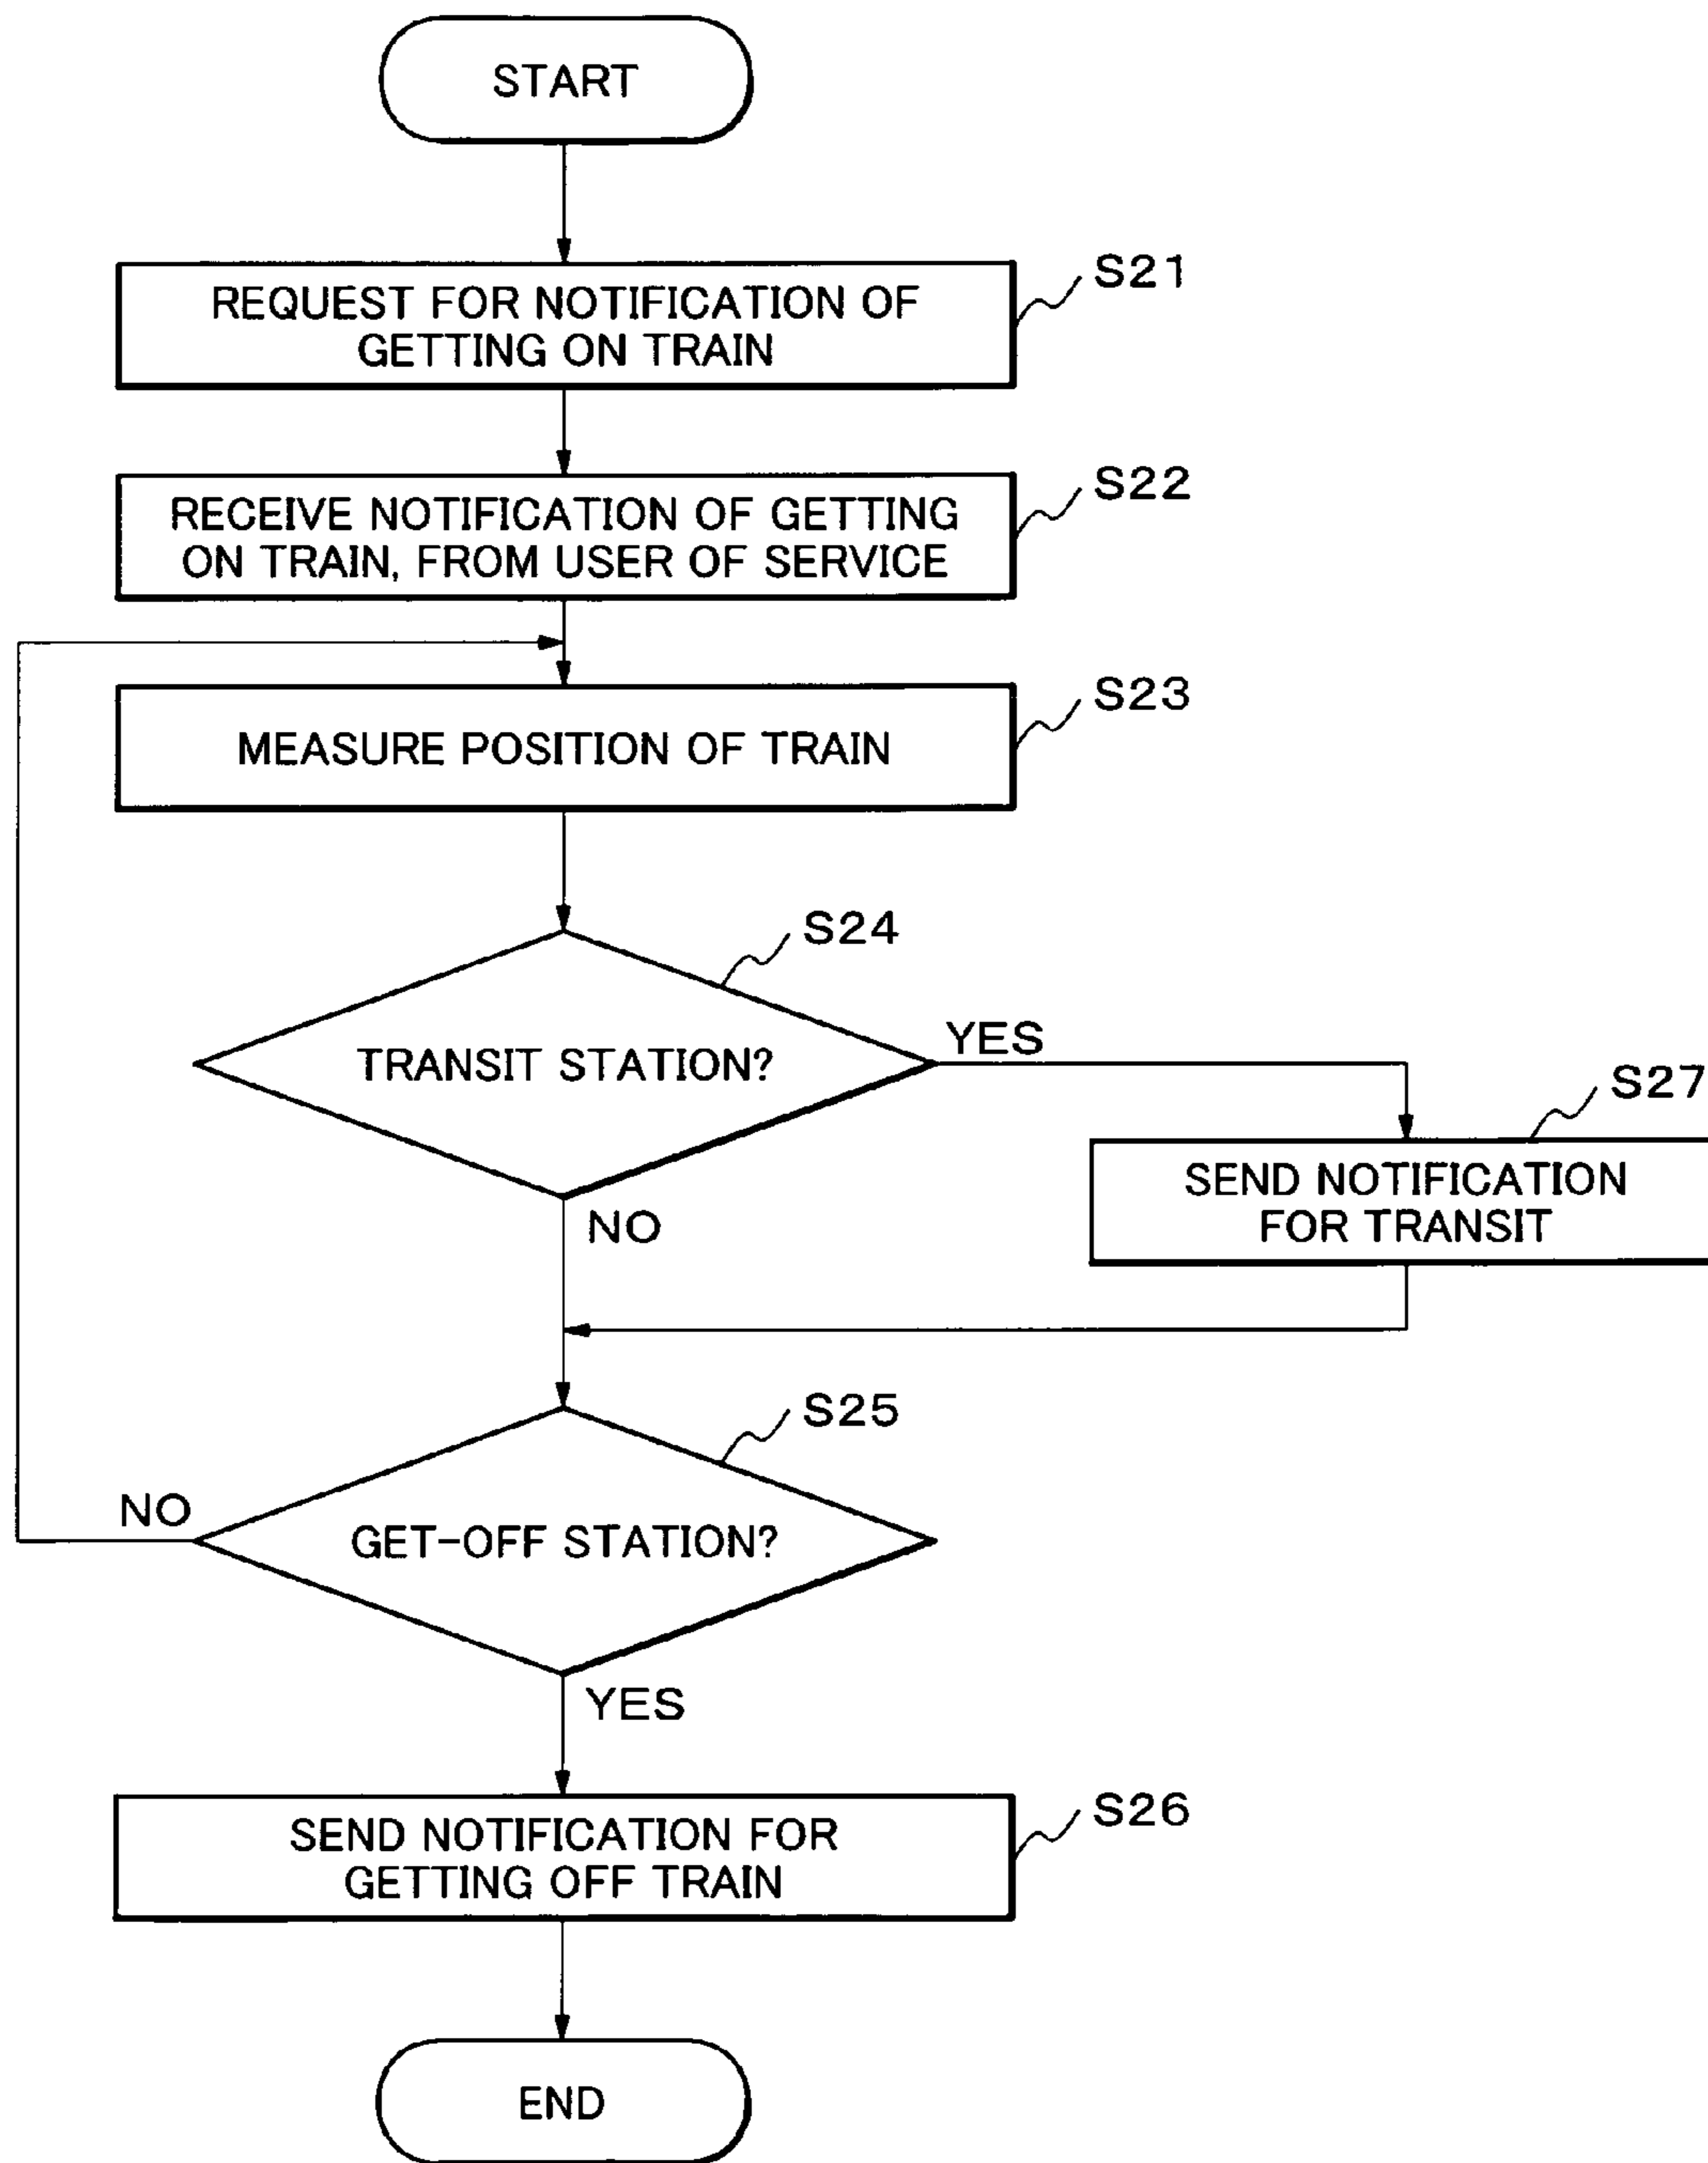 START
S21
REQUEST FOR NOTIFICATION OF
GETTING ON TRAIN
S22
RECEIVE NOTIFICATION OF GETTING
ON TRAIN, FROM USER OF SERVICE
S23
MEASURE POSITION OF TRAIN
S24
TRANSIT STATION?
YES
S27
SEND NOTIFICATION
FOR TRANSIT
NO
S25
GET-OFF STATION?
NO
YES
S26
SEND NOTIFICATION FOR
GETTING OFF TRAIN
END